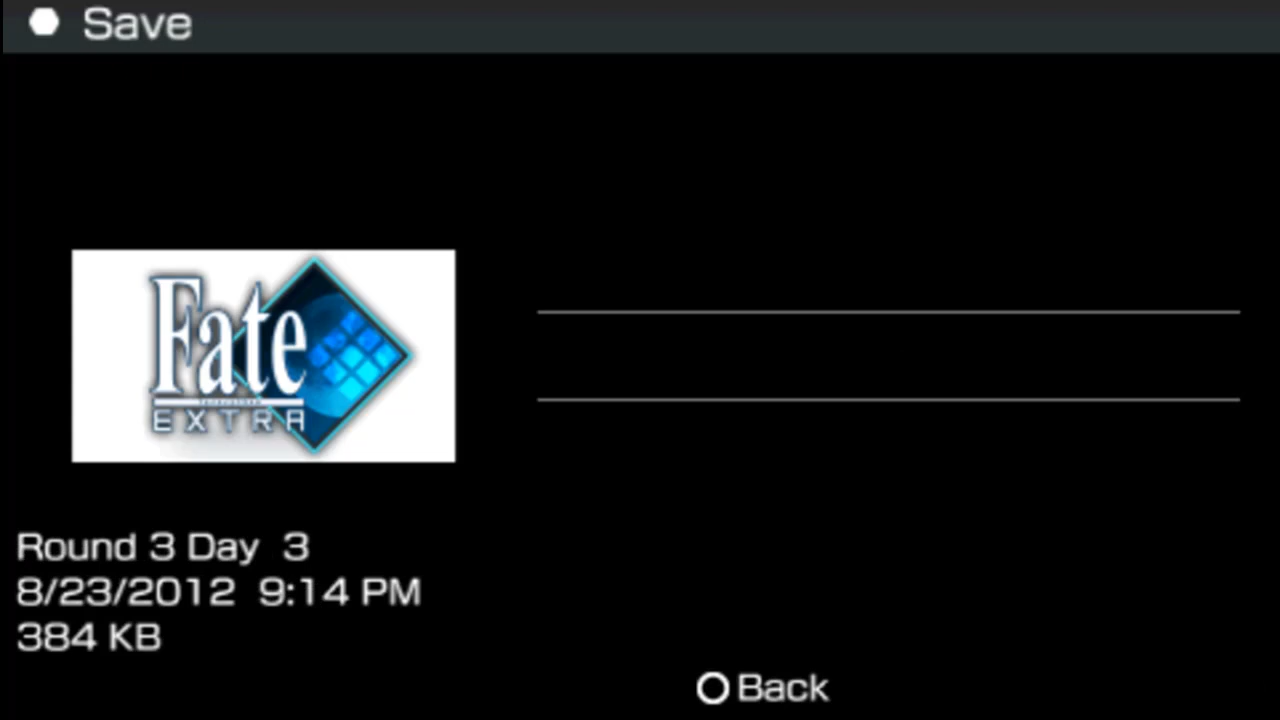 Save
Fate
EXTRA
Round 3 Day 3
8/23/2012 9:14 PM
384 KB
Back